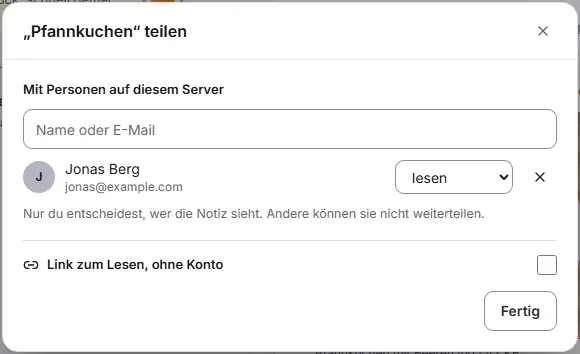 „Pfannkuchen“ teilen
Mit Personen auf diesem Server
Name oder E-Mail
J
Jonas Berg
jonas@example.com
lesen
Nur du entscheidest, wer die Notiz sieht. Andere können sie nicht weiterteilen.
Link zum Lesen, ohne Konto
Fertig